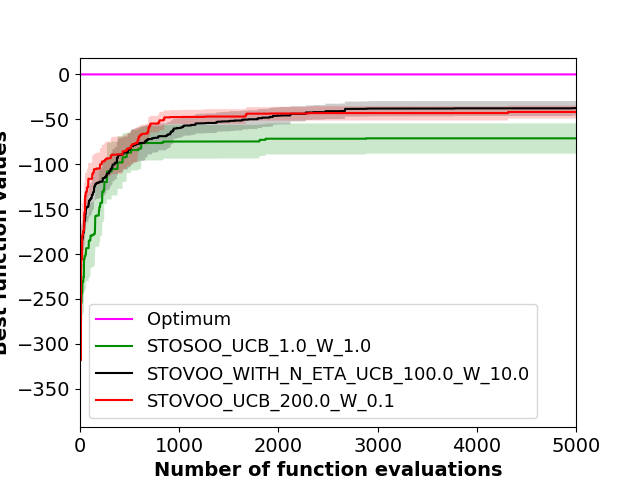 0
−50
−100
−150
−200
−250
−300
−350
Best function values
Optimum
STOSOO_UCB_1.0_W_1.0
STOVOO_WITH_N_ETA_UCB_100.0_W_10.0
STOVOO_UCB_200.0_W_0.1
0 1000 2000 3000 4000 5000
Number of function evaluations